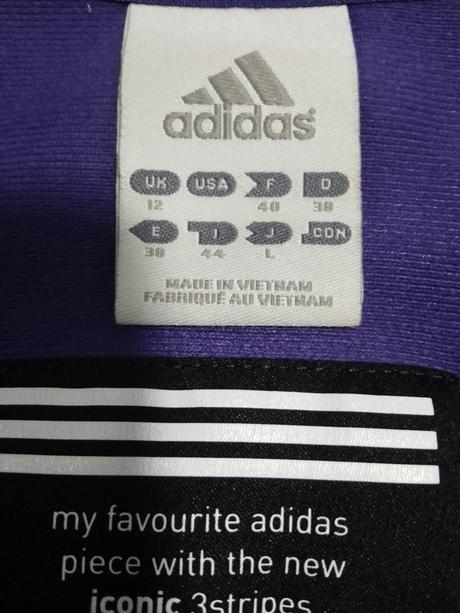 adidas
UK USA F D
12 40 38
E I J CDN
38 44 L
MADE IN VIETNAM
FABRIQUÉ AU VIETNAM
my favourite adidas
piece with the new
iconic 3stripes